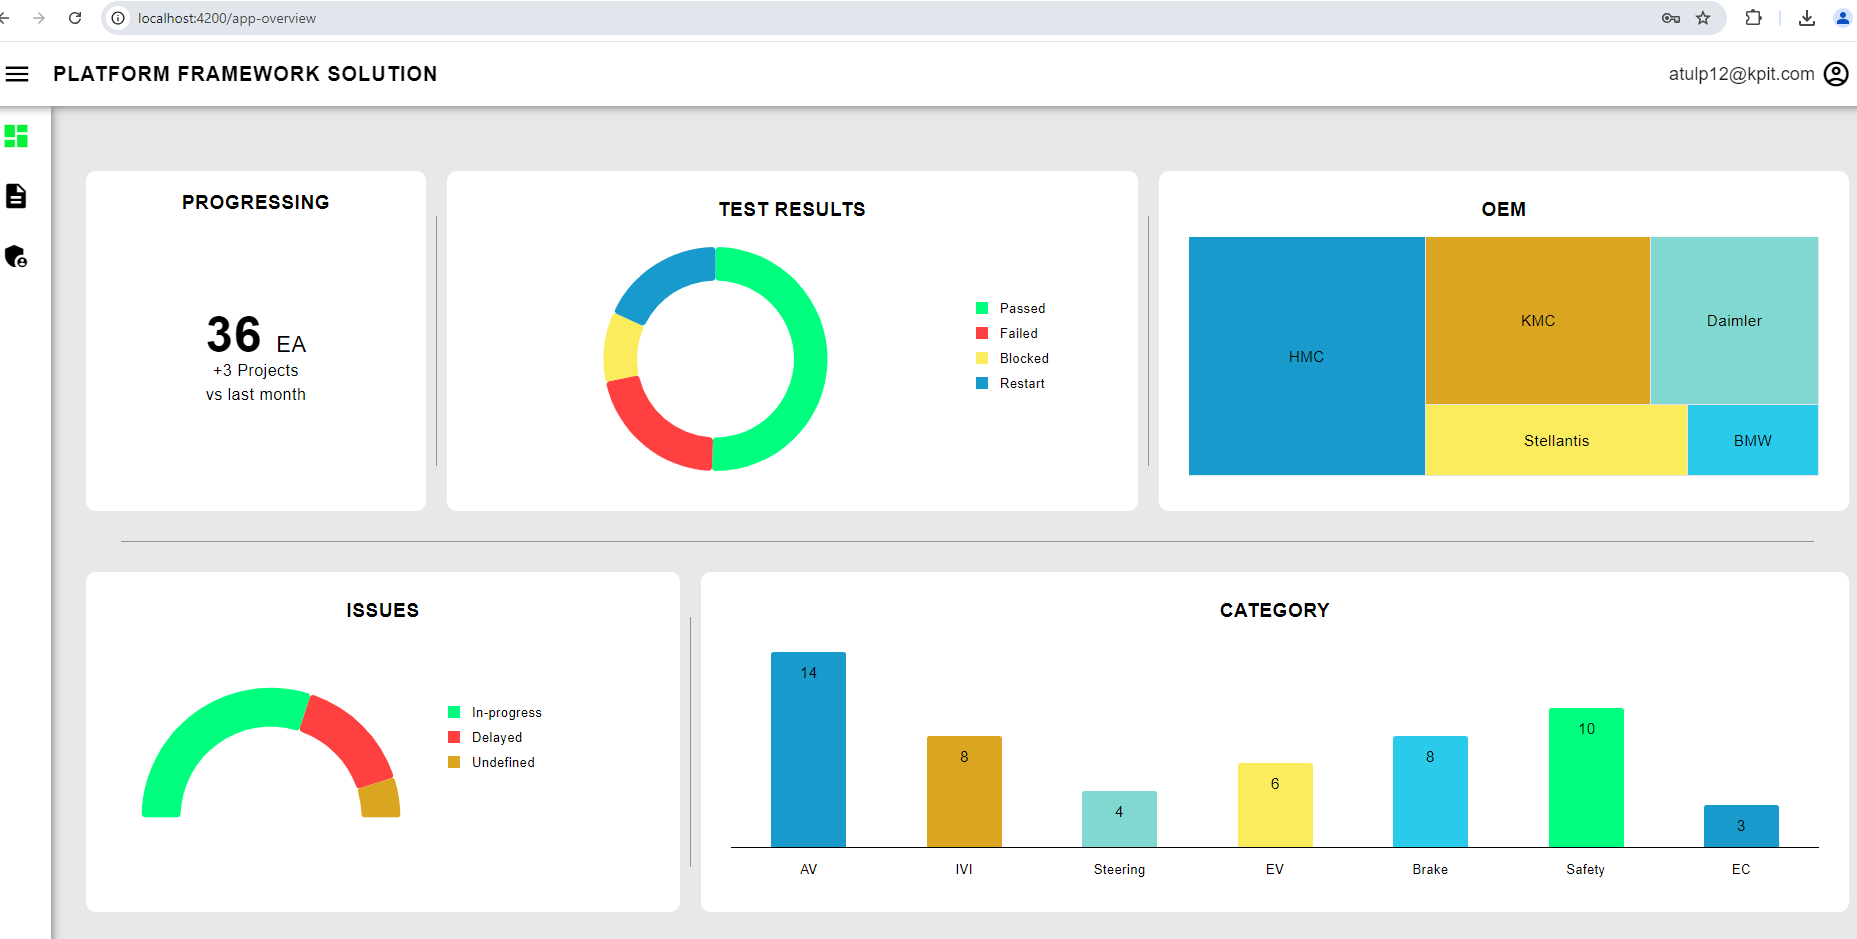 localhost:4200/app-overview
PLATFORM FRAMEWORK SOLUTION
atulp12@kpit.com
PROGRESSING
36 EA
+3 Projects
vs last month
TEST RESULTS
Passed
Failed
Blocked
Restart
OEM
HMC
KMC
Daimler
Stellantis
BMW
ISSUES
In-progress
Delayed
Undefined
CATEGORY
14
8
4
6
8
10
3
AV
IVI
Steering
EV
Brake
Safety
EC